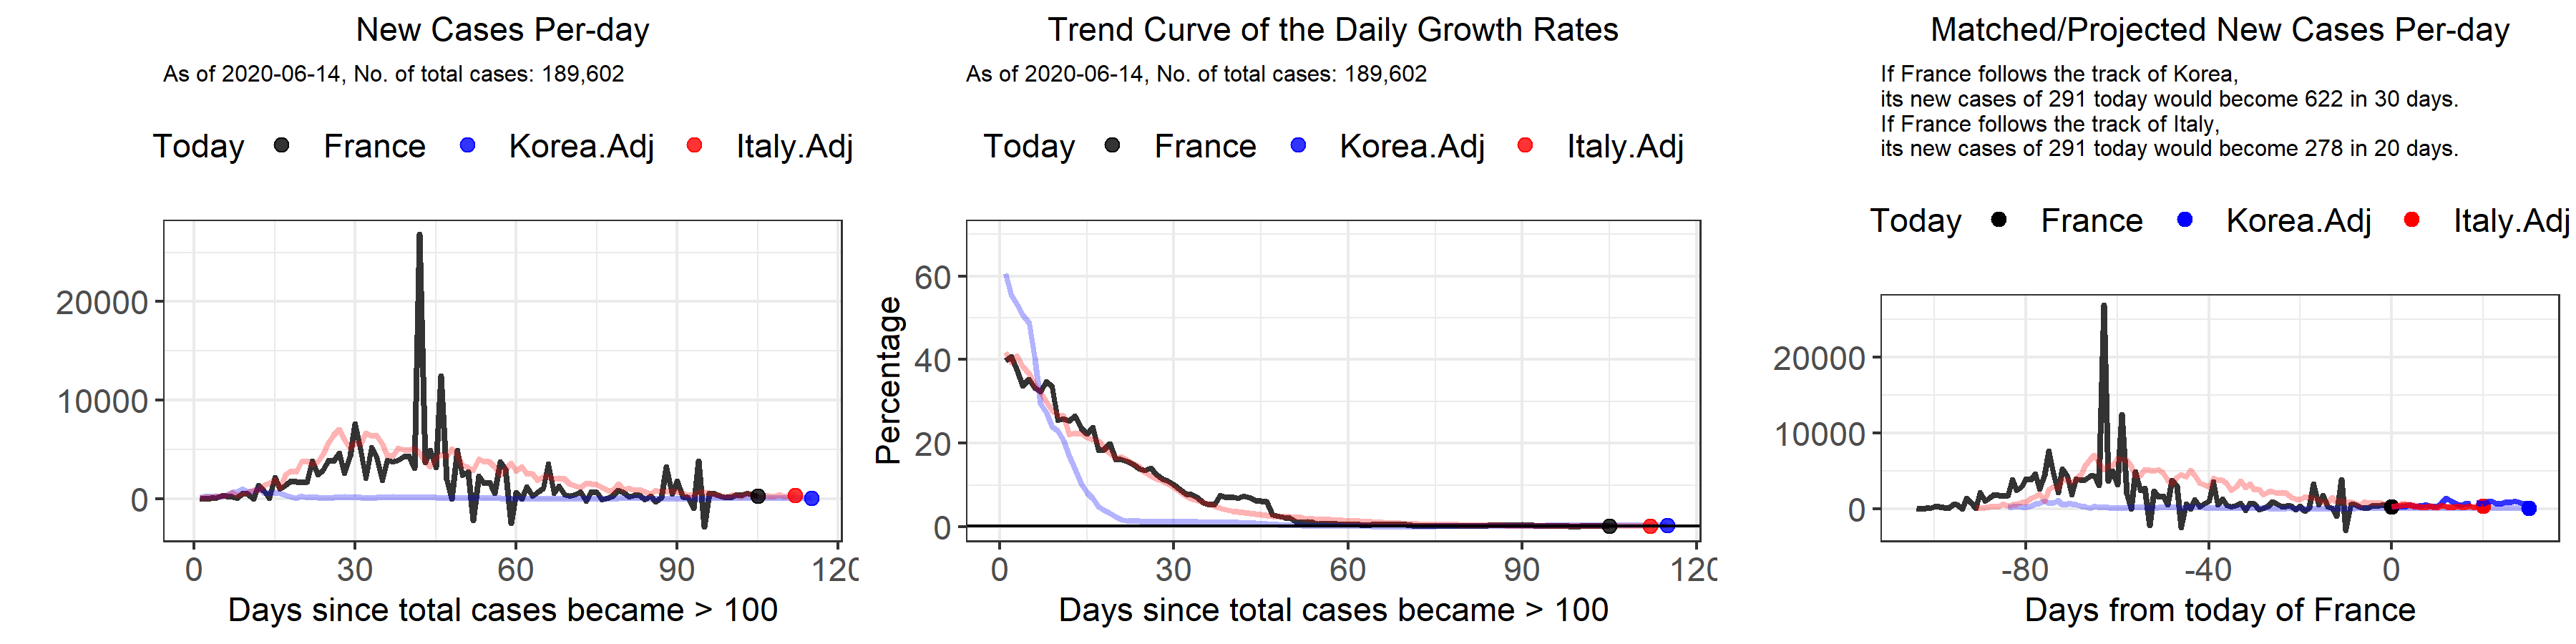 New Cases Per-day
As of 2020-06-14, No. of total cases: 189,602
Today France Korea.Adj Italy.Adj
20000
10000
0
0 30 60 90 120
Days since total cases became > 100
Trend Curve of the Daily Growth Rates
As of 2020-06-14, No. of total cases: 189,602
Today France Korea.Adj Italy.Adj
Percentage
60
40
20
0
0 30 60 90 120
Days since total cases became > 100
Matched/Projected New Cases Per-day
If France follows the track of Korea,
its new cases of 291 today would become 622 in 30 days.
If France follows the track of Italy,
its new cases of 291 today would become 278 in 20 days.
Today France Korea.Adj Italy.Adj
20000
10000
0
-80 -40 0
Days from today of France